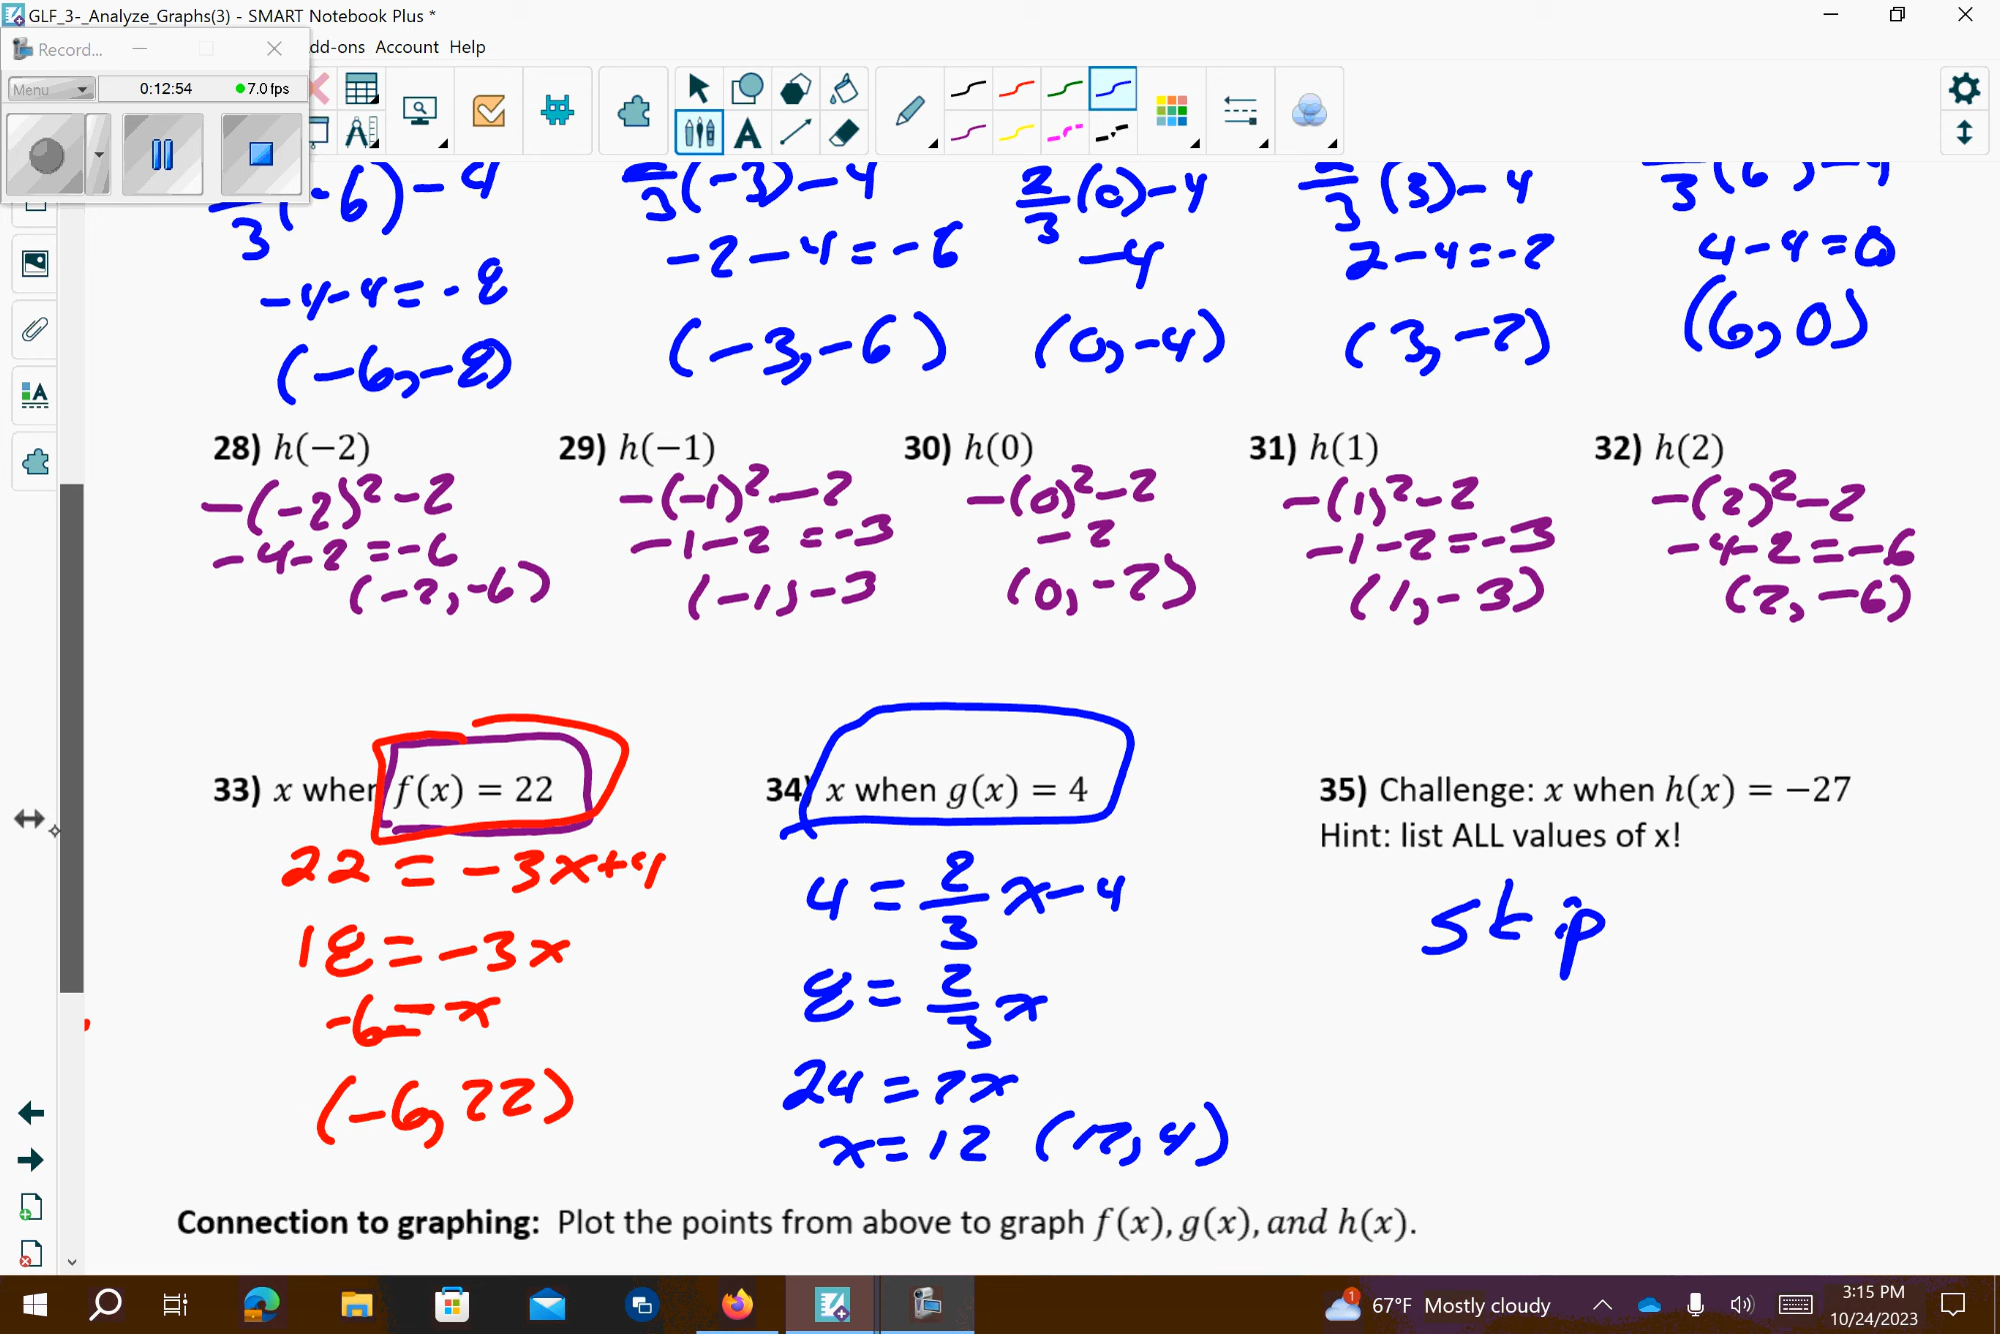 GLF_3-_Analyze_Graphs(3) - SMART Notebook Plus *
Record...
dd-ons Account Help
Menu 0:12:54 7.0 fps
3(-6)-4
2/3(-3)-4
2/3(0)-4
2/3(3)-4
3(6)-4
-4-4=-8
-2-4=-6
-4
2-4=-2
4-4=0
(-6,-8)
(-3,-6)
(0,-4)
(3,-2)
(6,0)
28) h(−2)
29) h(−1)
30) h(0)
31) h(1)
32) h(2)
-(-2)²-2
-(-1)²-2
-(0)²-2
-(1)²-2
-(2)²-2
-4-2=-6
-1-2=-3
-2
-1-2=-3
-4-2=-6
(-2,-6)
(-1,-3
(0,-2)
(1,-3)
(2,-6)
33) x when f(x) = 22
22=-3x+4
18=-3x
-6=x
(-6,22)
34) x when g(x) = 4
4=2/3x-4
8=2/3x
24=2x
x=12 (12,4)
35) Challenge: x when h(x) = −27
Hint: list ALL values of x!
skip
Connection to graphing: Plot the points from above to graph f(x), g(x), and h(x).
1
67°F Mostly cloudy
3:15 PM
10/24/2023